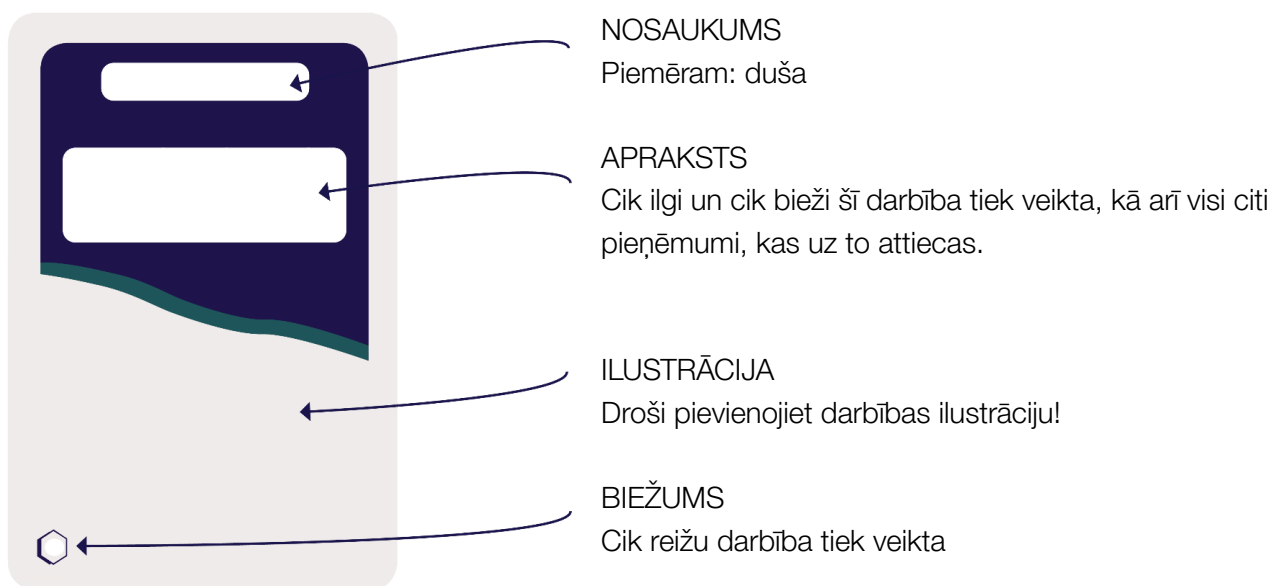 NOSAUKUMS
Piemēram: duša
APRAKSTS
Cik ilgi un cik bieži šī darbība tiek veikta, kā arī visi citi
pieņēmumi, kas uz to attiecas.
ILUSTRĀCIJA
Droši pievienojiet darbības ilustrāciju!
BIEŽUMS
Cik reižu darbība tiek veikta